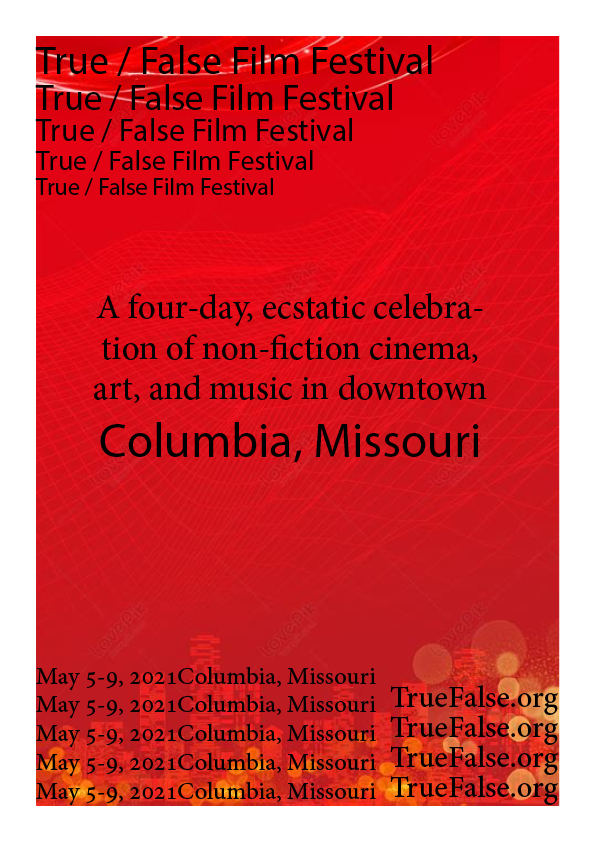 True / False Film Festival
True / False Film Festival
True / False Film Festival
True / False Film Festival
True / False Film Festival
A four-day, ecstatic celebra-
tion of non-fiction cinema,
art, and music in downtown
Columbia, Missouri
May 5-9, 2021Columbia, Missouri
May 5-9, 2021Columbia, Missouri
May 5-9, 2021Columbia, Missouri
May 5-9, 2021Columbia, Missouri
May 5-9, 2021Columbia, Missouri
TrueFalse.org
TrueFalse.org
TrueFalse.org
TrueFalse.org